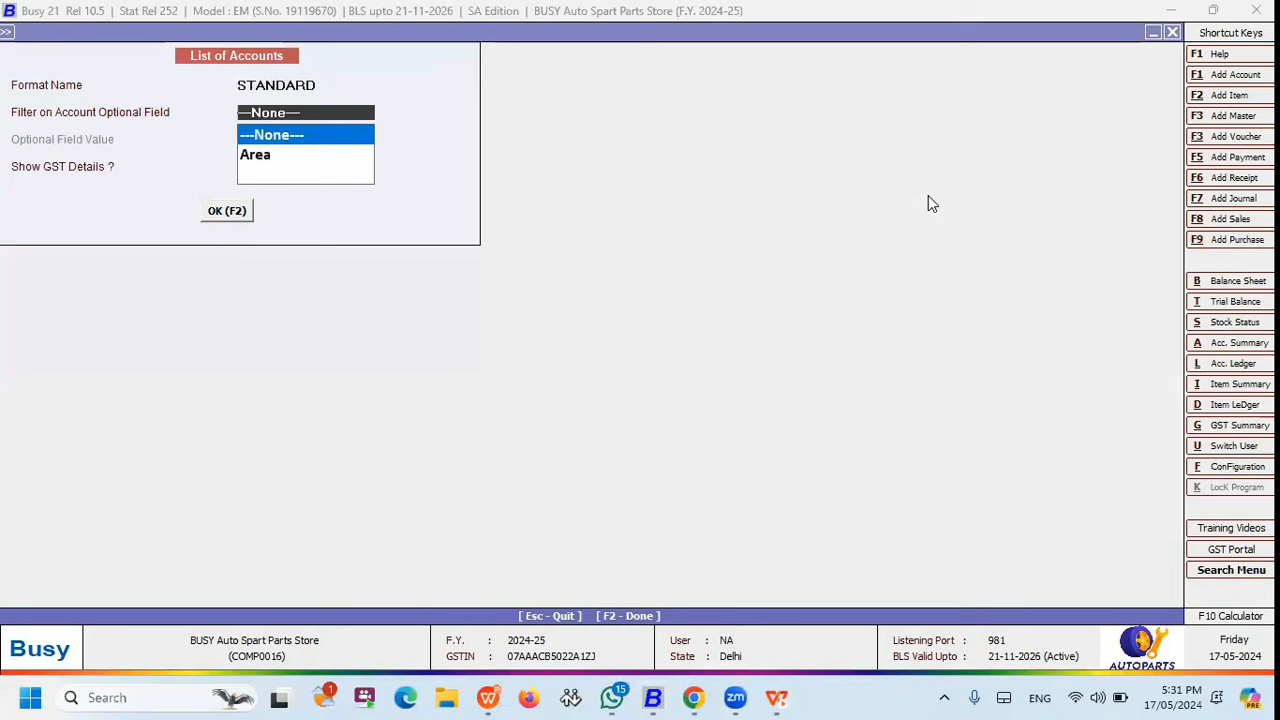 Busy 21 Rel 10.5 | Stat Rel 252 | Model : EM (S.No. 19119670) | BLS upto 21-11-2026 | SA Edition | BUSY Auto Spart Parts Store (F.Y. 2024-25)
>>
List of Accounts
Format Name STANDARD
Filter on Account Optional Field ---None---
Optional Field Value ---None---
Area
Show GST Details ?
OK (F2)
Shortcut Keys
F1 Help
F1 Add Account
F2 Add Item
F3 Add Master
F3 Add Voucher
F5 Add Payment
F6 Add Receipt
F7 Add Journal
F8 Add Sales
F9 Add Purchase
B Balance Sheet
T Trial Balance
S Stock Status
A Acc. Summary
L Acc. Ledger
I Item Summary
D Item LeDger
G GST Summary
U Switch User
F ConFiguration
K LocK Program
Training Videos
GST Portal
Search Menu
[ Esc - Quit ] [ F2 - Done ]
F10 Calculator
Busy
BUSY Auto Spart Parts Store
(COMP0016)
F.Y. : 2024-25
GSTIN : 07AAACB5022A1ZJ
User : NA
State : Delhi
Listening Port : 981
BLS Valid Upto : 21-11-2026 (Active)
AUTOPARTS
Friday
17-05-2024
Search
1
15
ENG
5:31 PM
17/05/2024
PRE